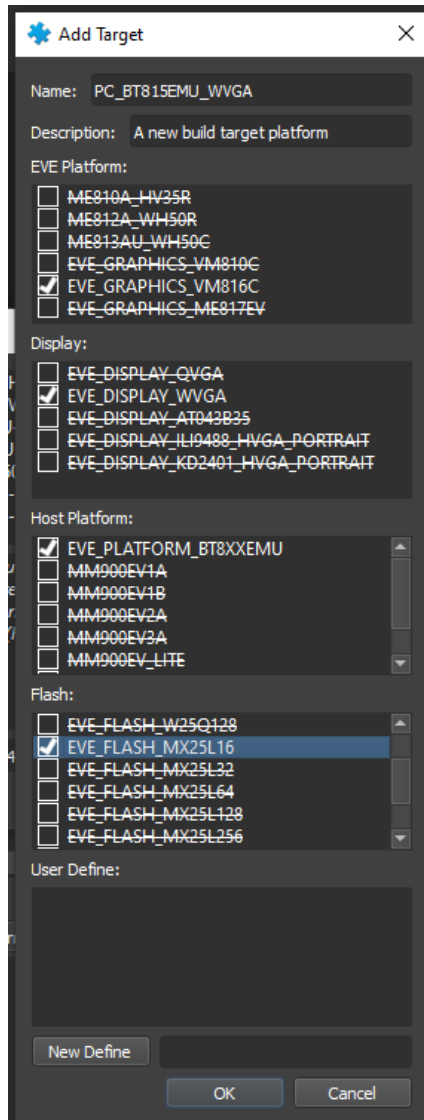 Add Target
Name: PC_BT815EMU_WVGA
Description: A new build target platform
EVE Platform:
ME810A_HV35R
ME812A_WH50R
ME813AU_WH50C
EVE_GRAPHICS_VM810C
EVE_GRAPHICS_VM816C
EVE_GRAPHICS_ME817EV
Display:
EVE_DISPLAY_QVGA
EVE_DISPLAY_WVGA
EVE_DISPLAY_AT043B35
EVE_DISPLAY_ILI9488_HVGA_PORTRAIT
EVE_DISPLAY_KD2401_HVGA_PORTRAIT
Host Platform:
EVE_PLATFORM_BT8XXEMU
MM900EV1A
MM900EV1B
MM900EV2A
MM900EV3A
MM900EV_LITE
Flash:
EVE_FLASH_W25Q128
EVE_FLASH_MX25L16
EVE_FLASH_MX25L32
EVE_FLASH_MX25L64
EVE_FLASH_MX25L128
EVE_FLASH_MX25L256
User Define:
New Define
OK Cancel